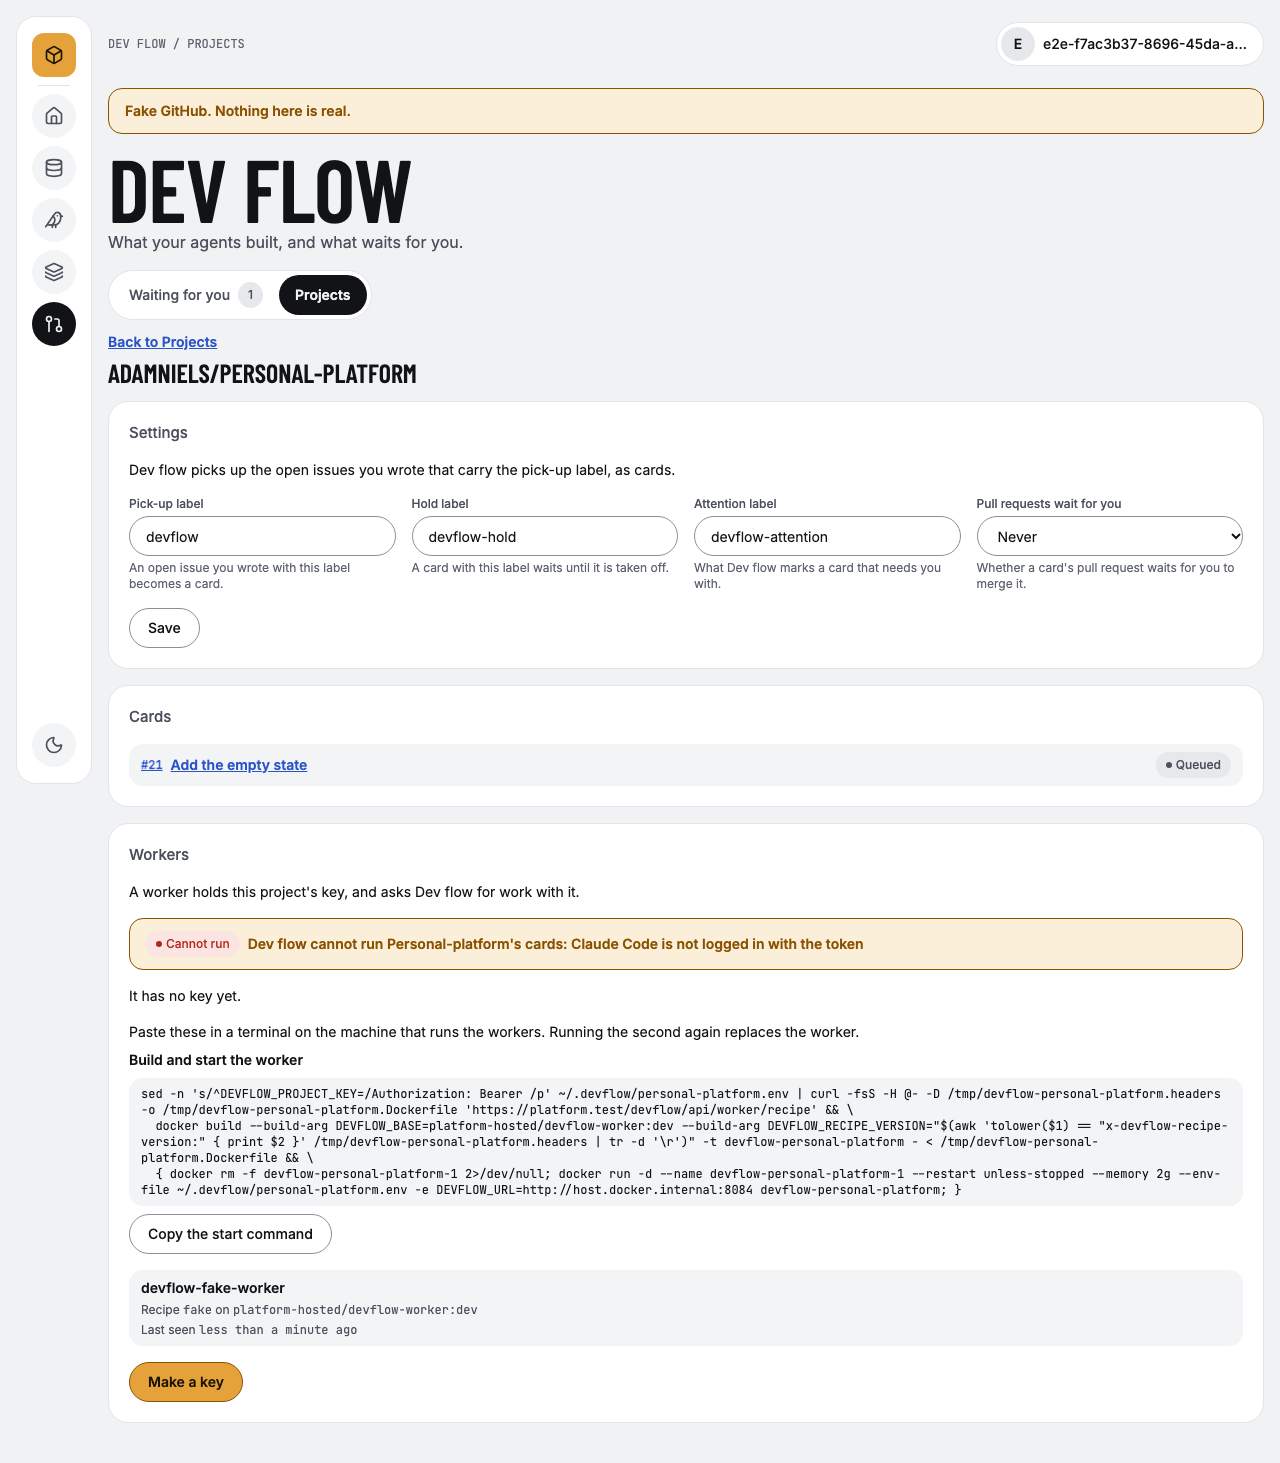 DEV FLOW / PROJECTS
E
e2e-f7ac3b37-8696-45da-a...
Fake GitHub. Nothing here is real.
DEV FLOW
What your agents built, and what waits for you.
Waiting for you 1
Projects
Back to Projects
ADAMNIELS/PERSONAL-PLATFORM
Settings
Dev flow picks up the open issues you wrote that carry the pick-up label, as cards.
Pick-up label
devflow
An open issue you wrote with this label
becomes a card.
Hold label
devflow-hold
A card with this label waits until it is taken off.
Attention label
devflow-attention
What Dev flow marks a card that needs you
with.
Pull requests wait for you
Never
Whether a card's pull request waits for you to
merge it.
Save
Cards
#21 Add the empty state
Queued
Workers
A worker holds this project's key, and asks Dev flow for work with it.
Cannot run
Dev flow cannot run Personal-platform's cards: Claude Code is not logged in with the token
It has no key yet.
Paste these in a terminal on the machine that runs the workers. Running the second again replaces the worker.
Build and start the worker
sed -n 's/^DEVFLOW_PROJECT_KEY=/Authorization: Bearer /p' ~/.devflow/personal-platform.env | curl -fsS -H @- -D /tmp/devflow-personal-platform.headers
-o /tmp/devflow-personal-platform.Dockerfile 'https://platform.test/devflow/api/worker/recipe' && \
docker build --build-arg DEVFLOW_BASE=platform-hosted/devflow-worker:dev --build-arg DEVFLOW_RECIPE_VERSION="$(awk 'tolower($1) == "x-devflow-recipe-
version:" { print $2 }' /tmp/devflow-personal-platform.headers | tr -d '\r')" -t devflow-personal-platform - < /tmp/devflow-personal-
platform.Dockerfile && \
{ docker rm -f devflow-personal-platform-1 2>/dev/null; docker run -d --name devflow-personal-platform-1 --restart unless-stopped --memory 2g --env-
file ~/.devflow/personal-platform.env -e DEVFLOW_URL=http://host.docker.internal:8084 devflow-personal-platform; }
Copy the start command
devflow-fake-worker
Recipe fake on platform-hosted/devflow-worker:dev
Last seen less than a minute ago
Make a key